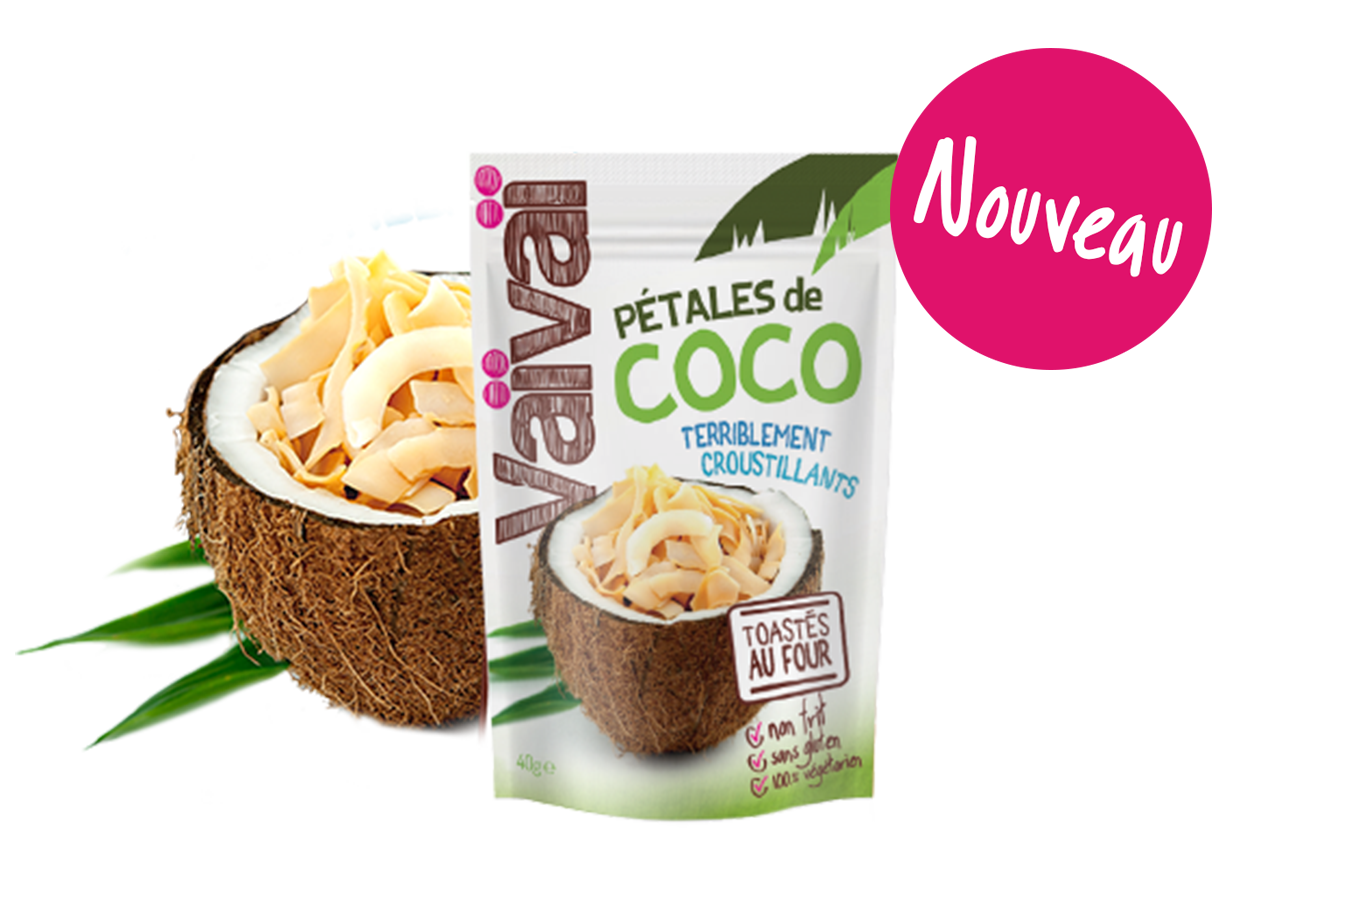 Nouveau
Vaïvaï
PÉTALES de
COCO
TERRIBLEMENT
CROUSTILLANTS
TOASTÉS
AU FOUR
non frit
sans gluten
100% végétarien
40g e